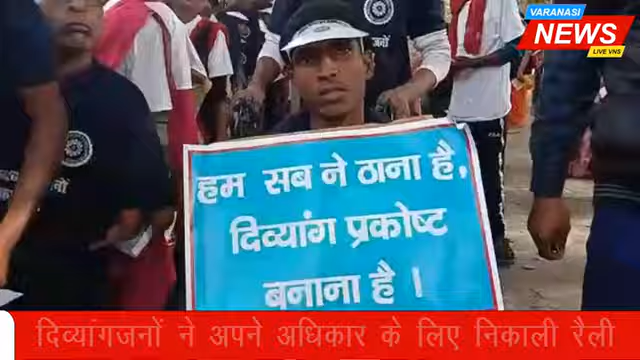 VARANASI
NEWS
LIVE VNS
हम सब ने ठाना है,
दिव्यांग प्रकोष्ट
बनाना है ।
दिव्यांगजनों ने अपने अधिकार के लिए निकाली रैली